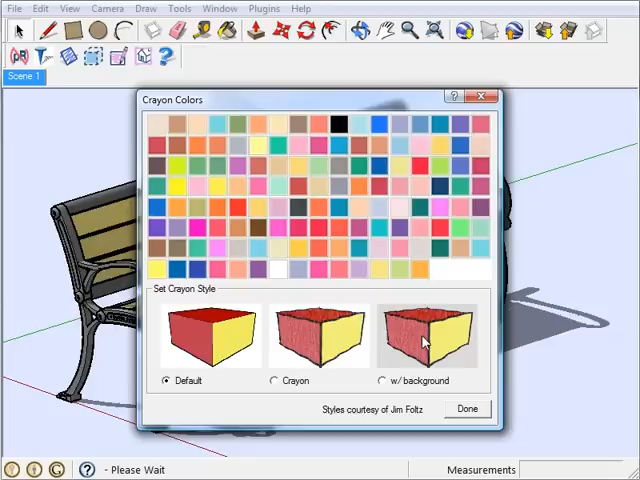 File Edit View Camera Draw Tools Window Plugins Help
Scene 1
Crayon Colors
Set Crayon Style
Default Crayon w/background
Styles courtesy of Jim Foltz Done
- Please Wait Measurements